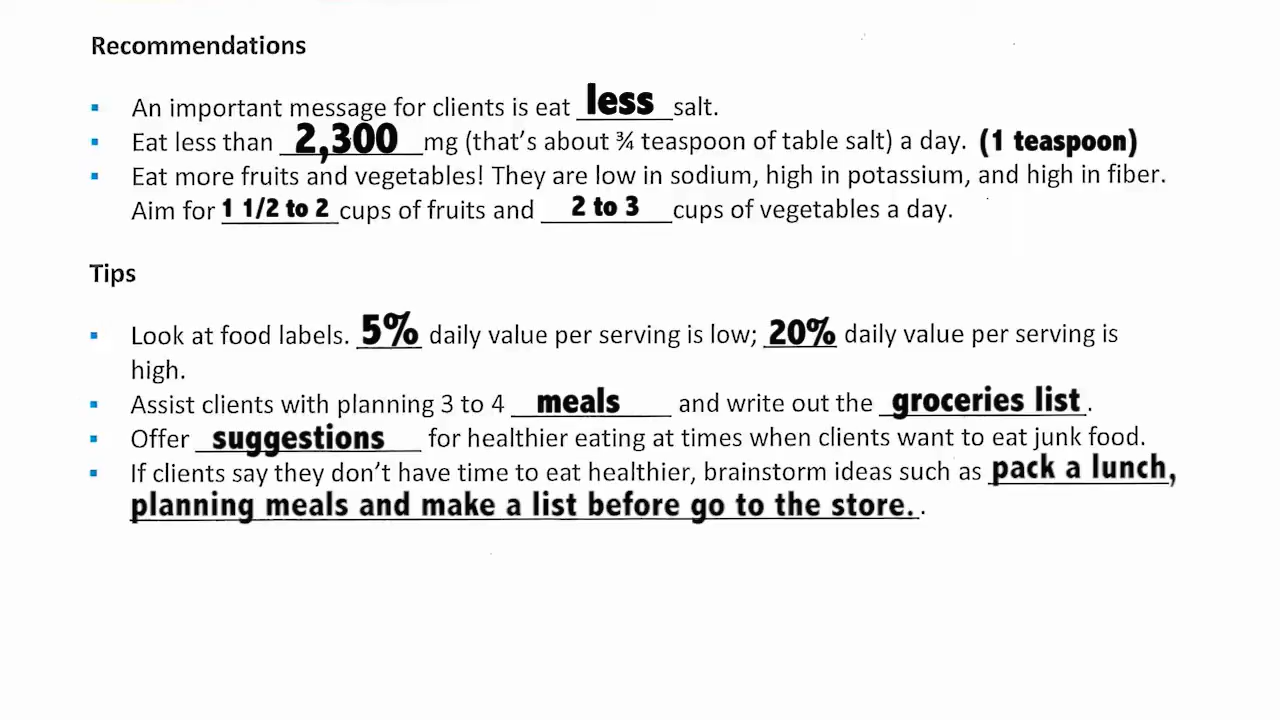 Recommendations
▪ An important message for clients is eat less salt.
▪ Eat less than 2,300 mg (that's about ¾ teaspoon of table salt) a day. (1 teaspoon)
▪ Eat more fruits and vegetables! They are low in sodium, high in potassium, and high in fiber.
Aim for 1 1/2 to 2 cups of fruits and 2 to 3 cups of vegetables a day.
Tips
▪ Look at food labels. 5% daily value per serving is low; 20% daily value per serving is
high.
▪ Assist clients with planning 3 to 4 meals and write out the groceries list.
▪ Offer suggestions for healthier eating at times when clients want to eat junk food.
▪ If clients say they don't have time to eat healthier, brainstorm ideas such as pack a lunch,
planning meals and make a list before go to the store. .